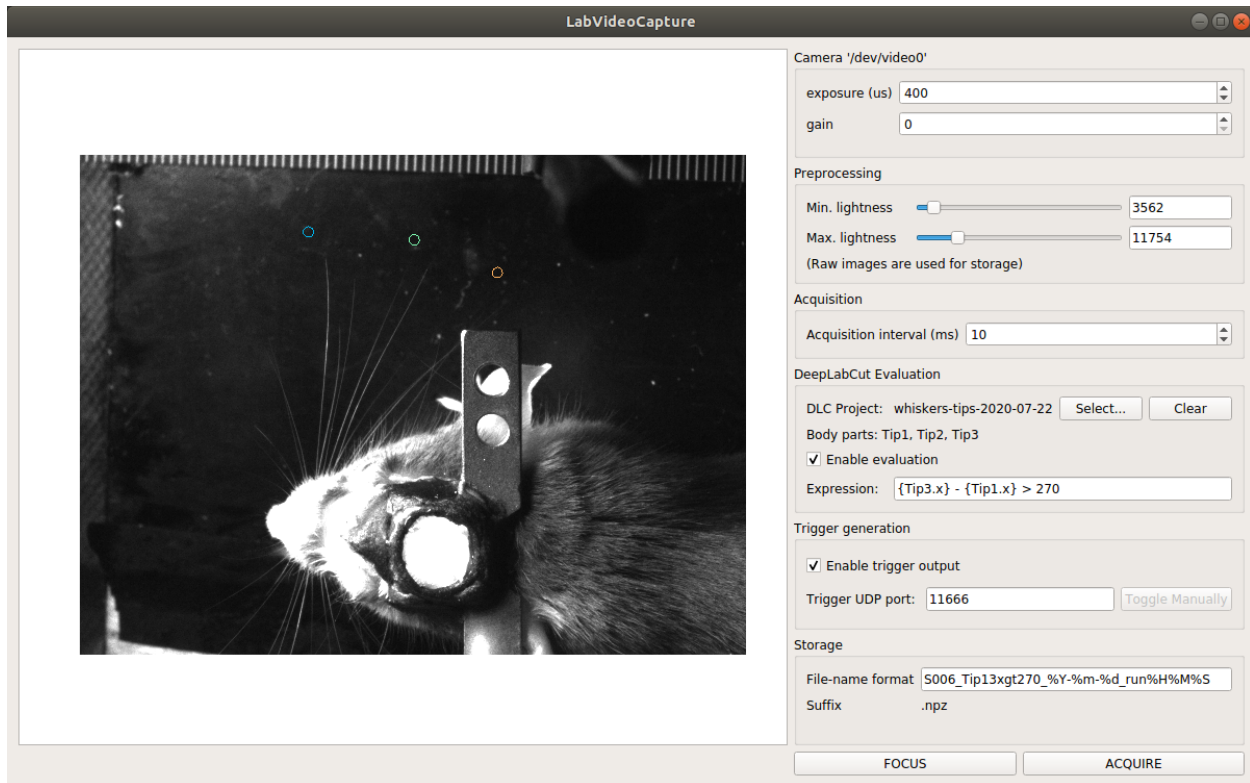 LabVideoCapture
Camera '/dev/video0'
exposure (us) 400
gain 0
Preprocessing
Min. lightness 3562
Max. lightness 11754
(Raw images are used for storage)
Acquisition
Acquisition interval (ms) 10
DeepLabCut Evaluation
DLC Project: whiskers-tips-2020-07-22 Select... Clear
Body parts: Tip1, Tip2, Tip3
Enable evaluation
Expression: {Tip3.x} - {Tip1.x} > 270
Trigger generation
Enable trigger output
Trigger UDP port: 11666 Toggle Manually
Storage
File-name format S006_Tip13xgt270_%Y-%m-%d_run%H%M%S
Suffix .npz
FOCUS ACQUIRE